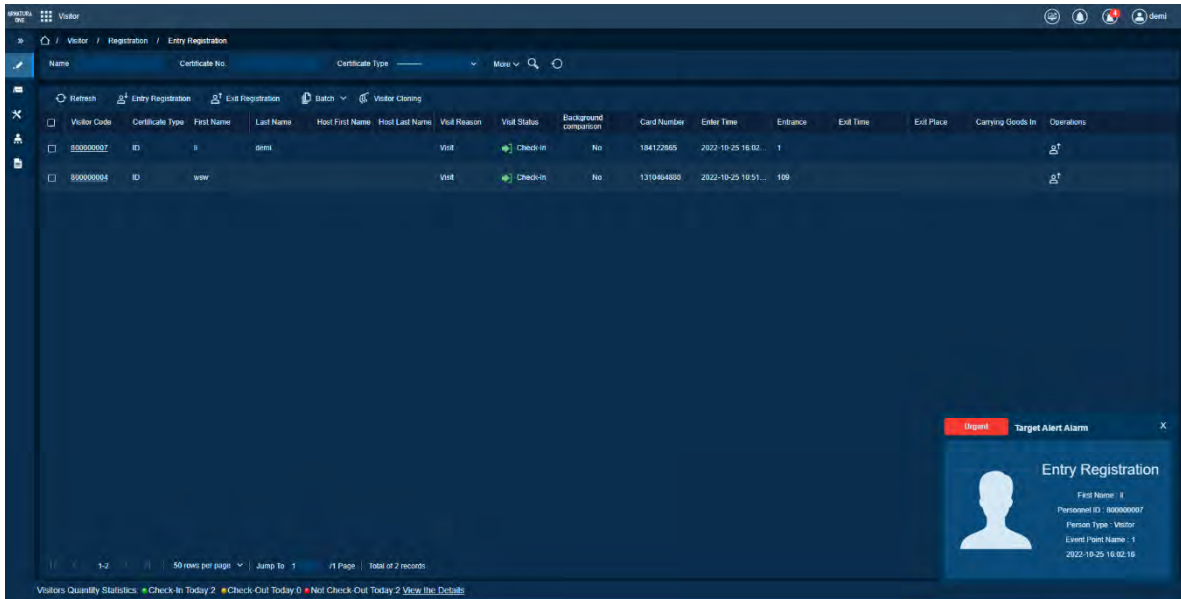 ARMATURA
ONE
Visitor
demi
Visitor / Registration / Entry Registration
Name Certificate No. Certificate Type ------- More
Refresh Entry Registration Exit Registration Batch Visitor Cloning
Visitor Code Certificate Type First Name Last Name Host First Name Host Last Name Visit Reason Visit Status Background comparison Card Number Enter Time Entrance Exit Time Exit Place Carrying Goods In Operations
800000007 ID li demi Visit Check-In No 184122865 2022-10-25 16:02... 1
800000004 ID wsw Visit Check-In No 1310464880 2022-10-25 10:51... 109
Urgent Target Alert Alarm X
Entry Registration
First Name : li
Personnel ID : 800000007
Person Type : Visitor
Event Point Name : 1
2022-10-25 16:02:16
1-2 50 rows per page Jump To 1 /1 Page Total of 2 records
Visitors Quantity Statistics: Check-In Today:2 Check-Out Today:0 Not Check-Out Today:2 View the Details